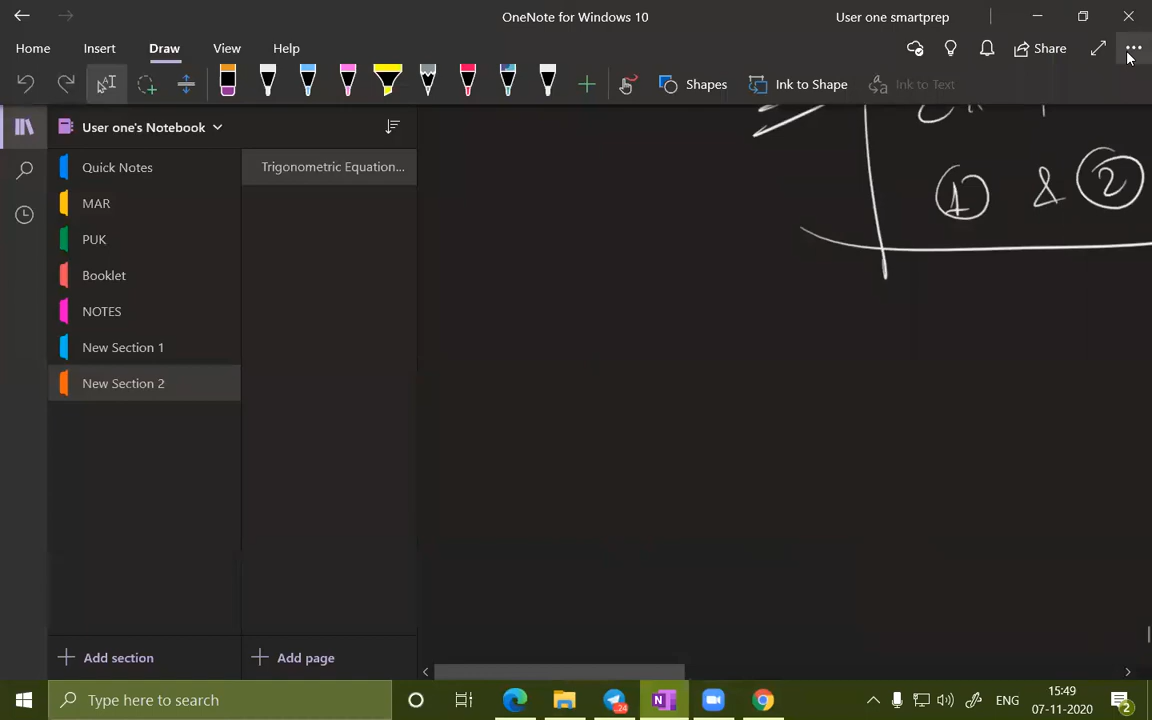 OneNote for Windows 10
User one smartprep
Home Insert Draw View Help
Share
Shapes Ink to Shape Ink to Text
User one's Notebook
Quick Notes
MAR
PUK
Booklet
NOTES
New Section 1
New Section 2
Trigonometric Equation...
① & ②
Add section
Add page
Type here to search
24
ENG
15:49
07-11-2020
2